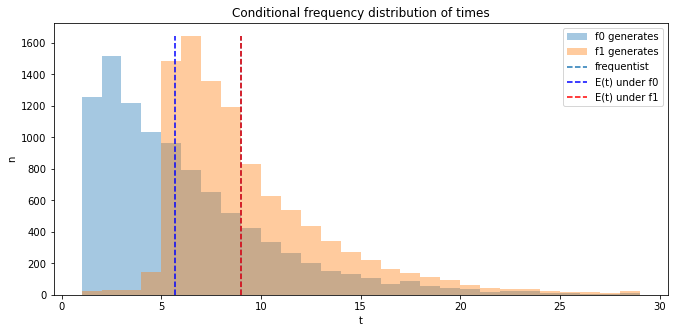 Conditional frequency distribution of times
f0 generates
f1 generates
frequentist
E(t) under f0
E(t) under f1
n
1600
1400
1200
1000
800
600
400
200
0
0 5 10 15 20 25 30
t